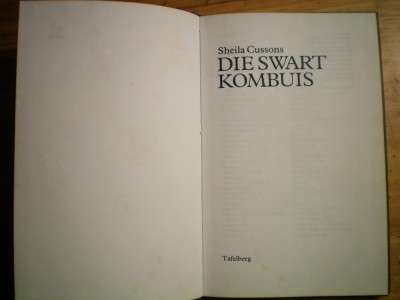 Sheila Cussons
DIE SWART
KOMBUIS
Tafelberg